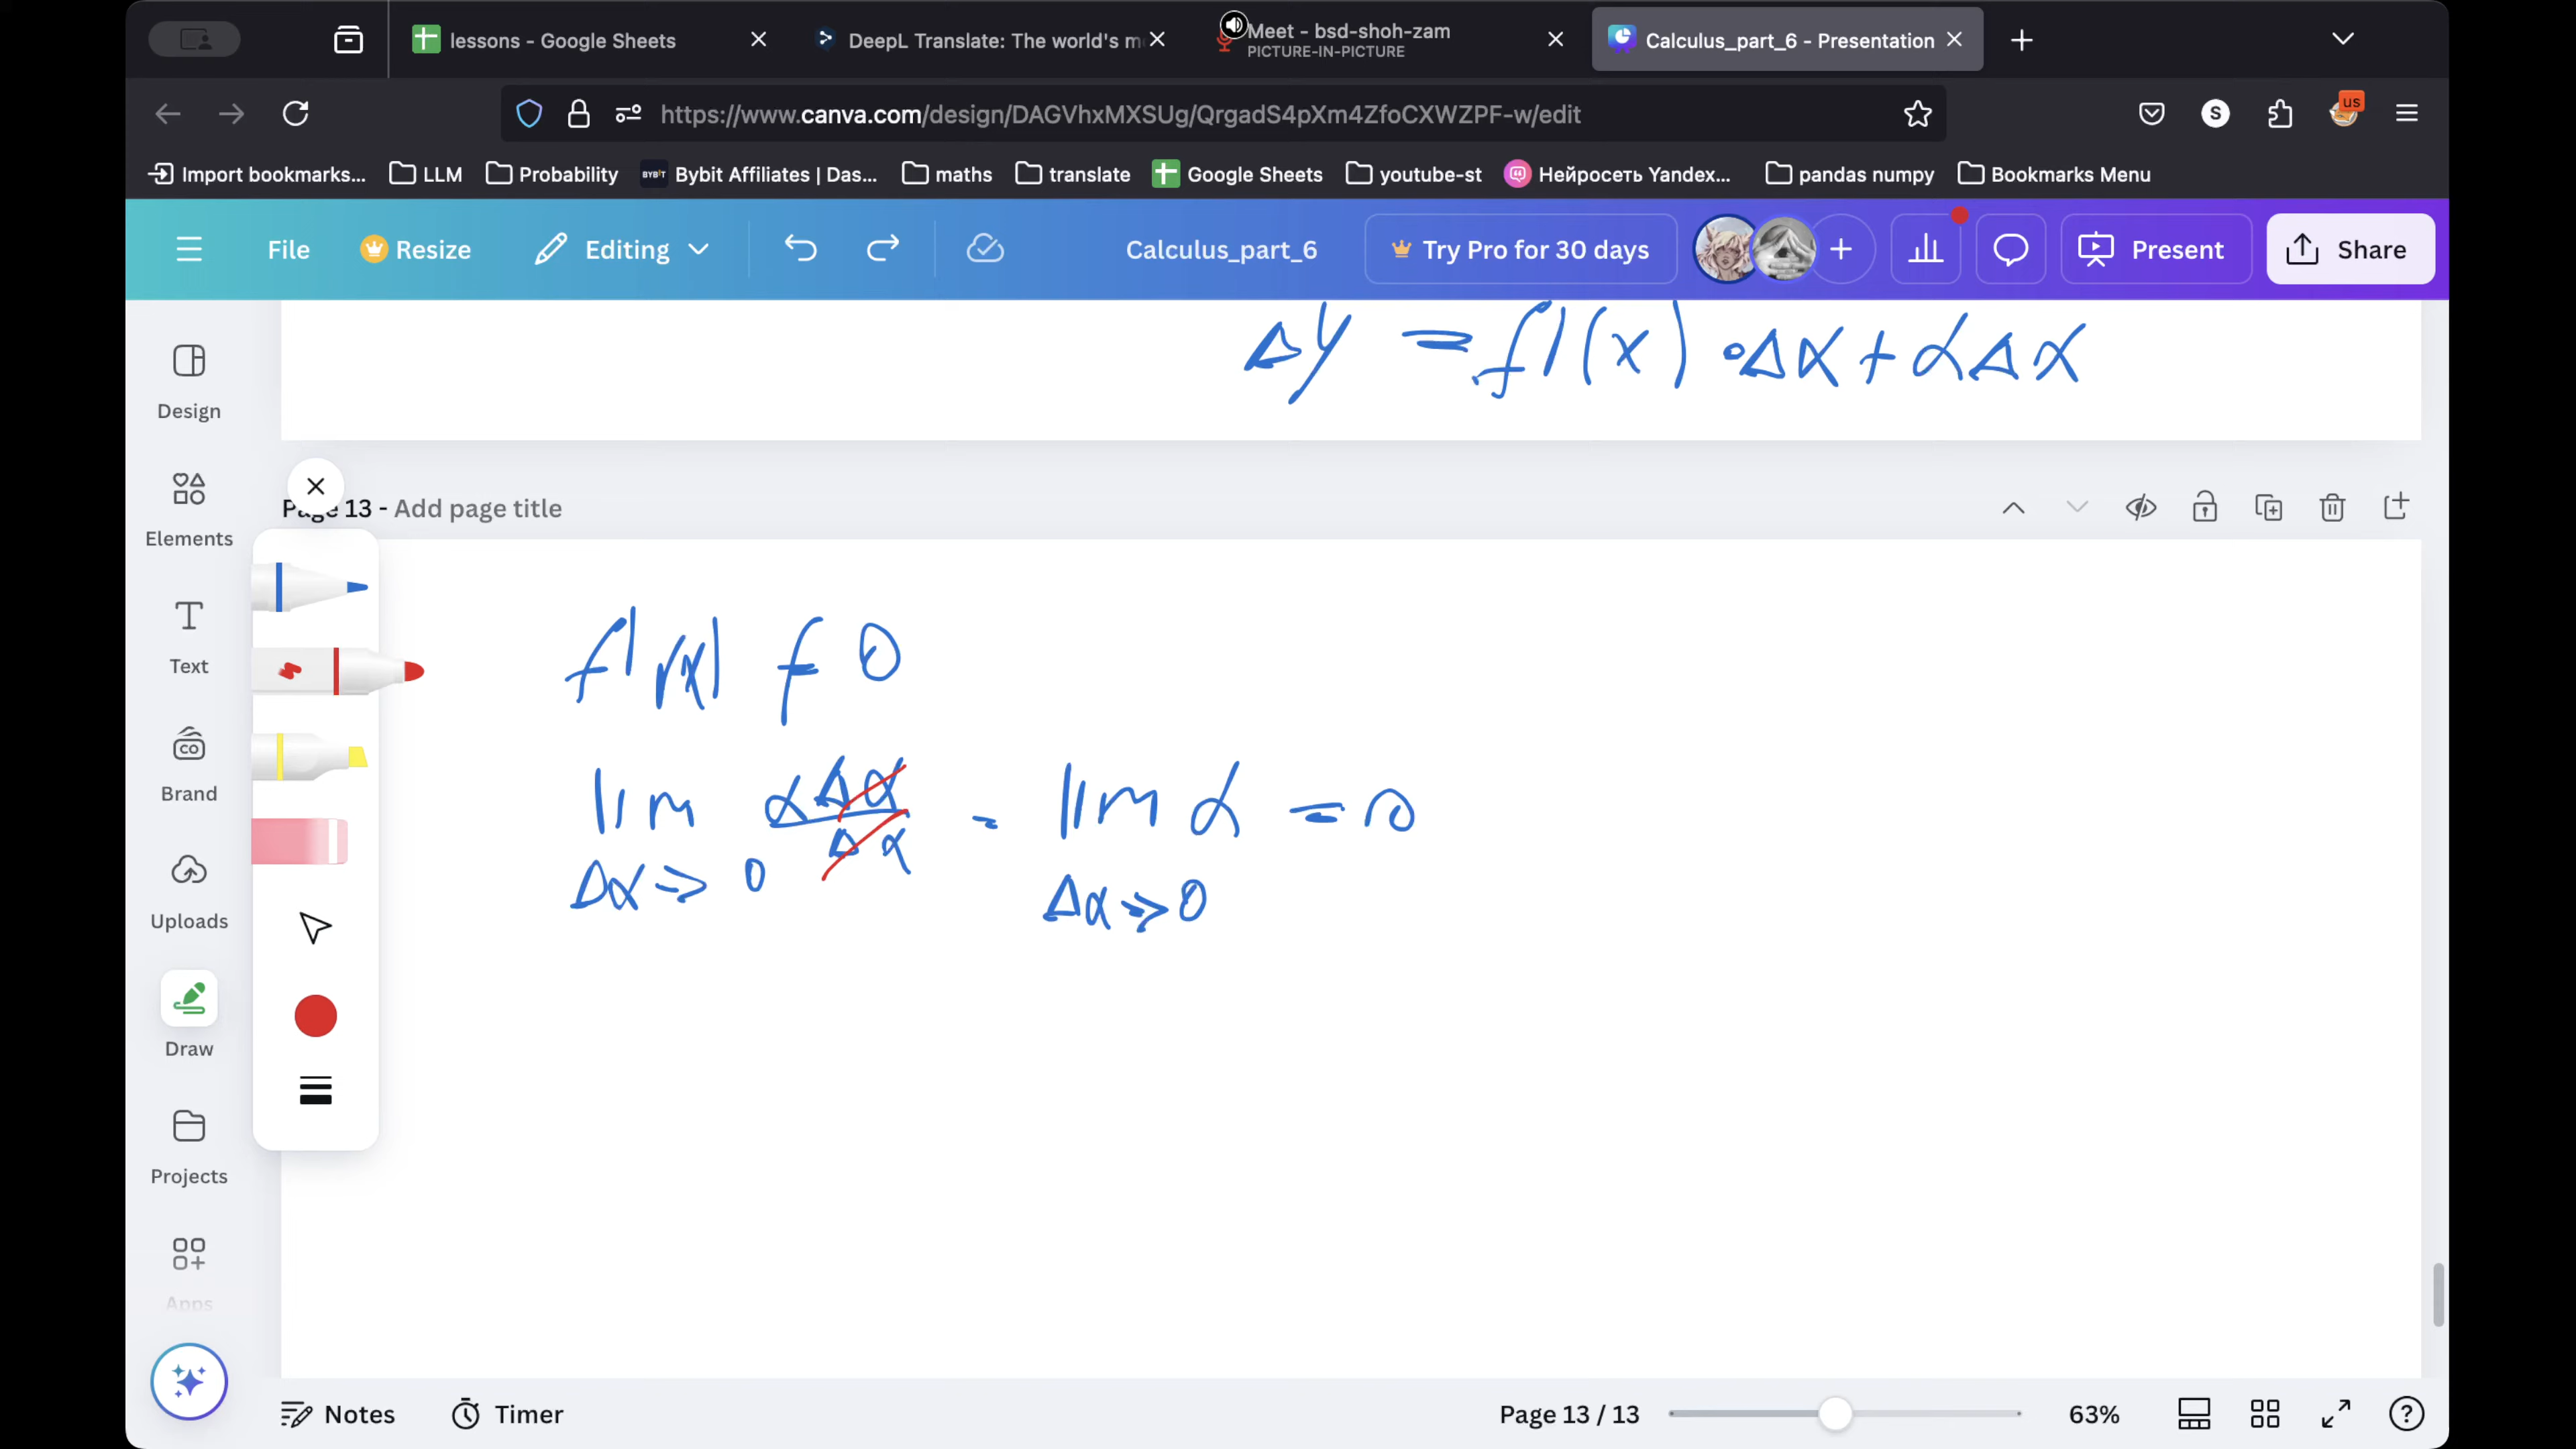 lessons - Google Sheets
DeepL Translate: The world's m
Meet - bsd-shoh-zam
PICTURE-IN-PICTURE
Calculus_part_6 - Presentation
https://www.canva.com/design/DAGVhxMXSUg/QrgadS4pXm4ZfoCXWZPF-w/edit
S
us
Import bookmarks...
LLM
Probability
BYBIT
Bybit Affiliates | Das...
maths
translate
Google Sheets
youtube-st
Нейросеть Yandex...
pandas numpy
Bookmarks Menu
File
Resize
Editing
Calculus_part_6
Try Pro for 30 days
Present
Share
Δy = f'(x) · Δx + αΔx
Design
Elements
Text
Brand
Uploads
Draw
Projects
Apps
Page 13 - Add page title
f'(x) ≠ 0
lim αΔx / Δx = lim α = 0
Δx → 0 Δx → 0
Notes
Timer
Page 13 / 13
63%